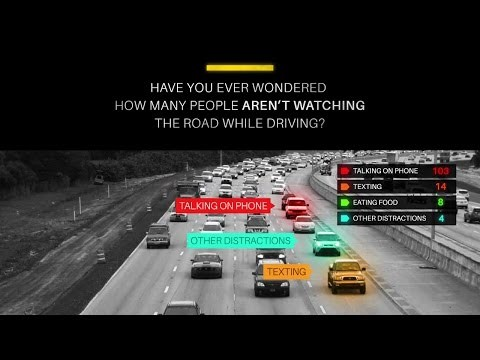 HAVE YOU EVER WONDERED
HOW MANY PEOPLE AREN'T WATCHING
THE ROAD WHILE DRIVING?
TALKING ON PHONE 103
TEXTING 14
EATING FOOD 8
OTHER DISTRACTIONS 4
TALKING ON PHONE
OTHER DISTRACTIONS
TEXTING